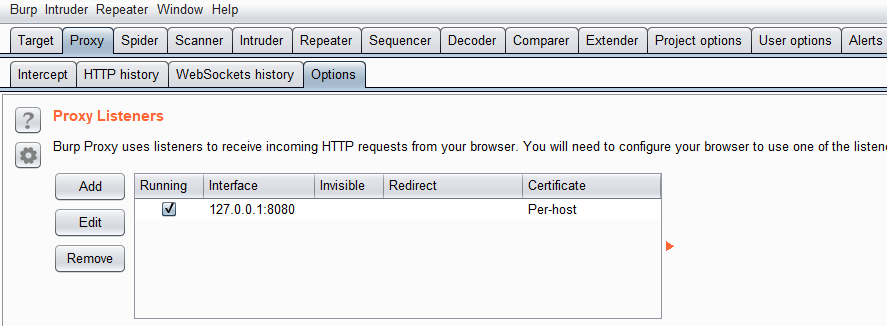 Burp Intruder Repeater Window Help
Target Proxy Spider Scanner Intruder Repeater Sequencer Decoder Comparer Extender Project options User options Alerts
Intercept HTTP history WebSockets history Options
? Proxy Listeners
Burp Proxy uses listeners to receive incoming HTTP requests from your browser. You will need to configure your browser to use one of the
Add Running Interface Invisible Redirect Certificate
127.0.0.1:8080 Per-host
Edit
Remove